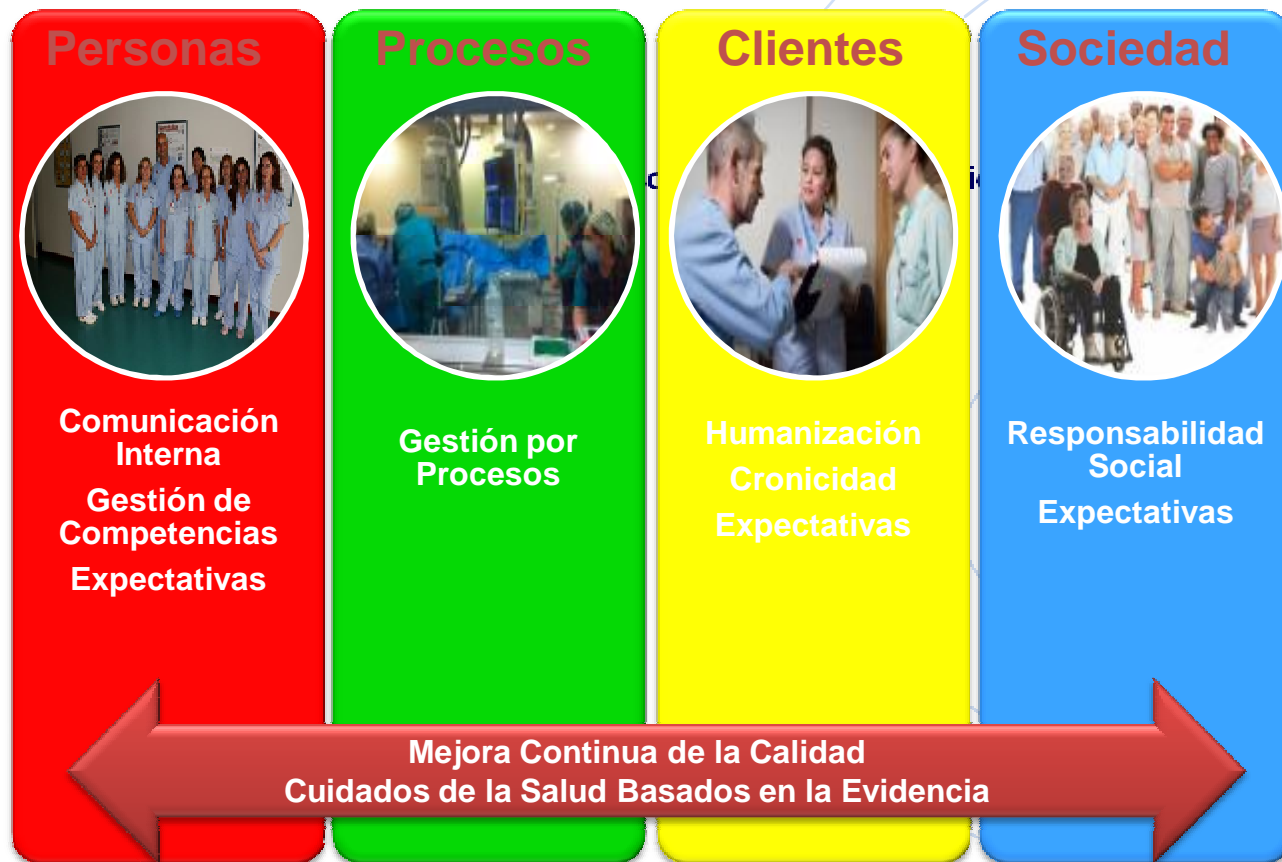 Personas
Procesos
Clientes
Sociedad
Comunicación
Interna
Gestión de
Competencias
Expectativas
Gestión por
Procesos
Humanización
Cronicidad
Expectativas
Responsabilidad
Social
Expectativas
Mejora Continua de la Calidad
Cuidados de la Salud Basados en la Evidencia